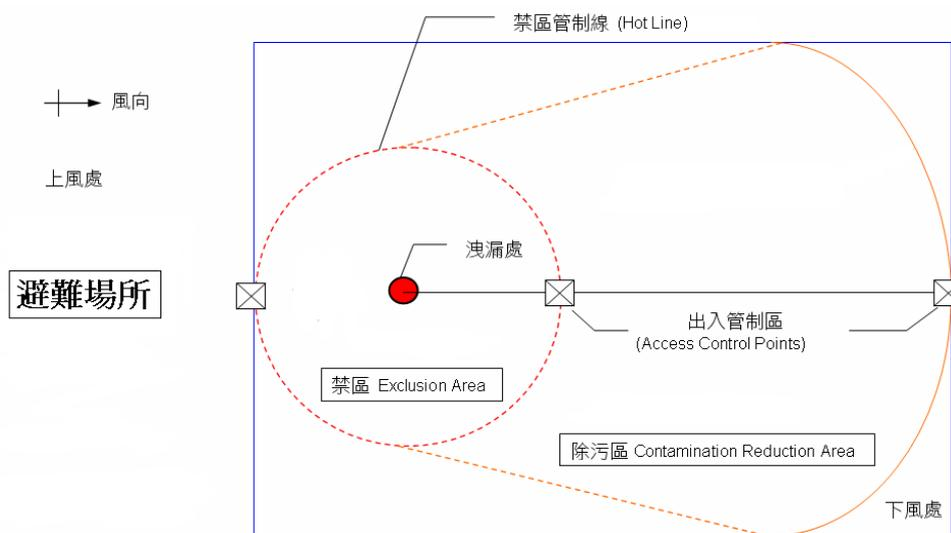 禁區管制線 (Hot Line)
風向
上風處
洩漏處
避難場所
出入管制區
(Access Control Points)
禁區 Exclusion Area
除污區 Contamination Reduction Area
下風處